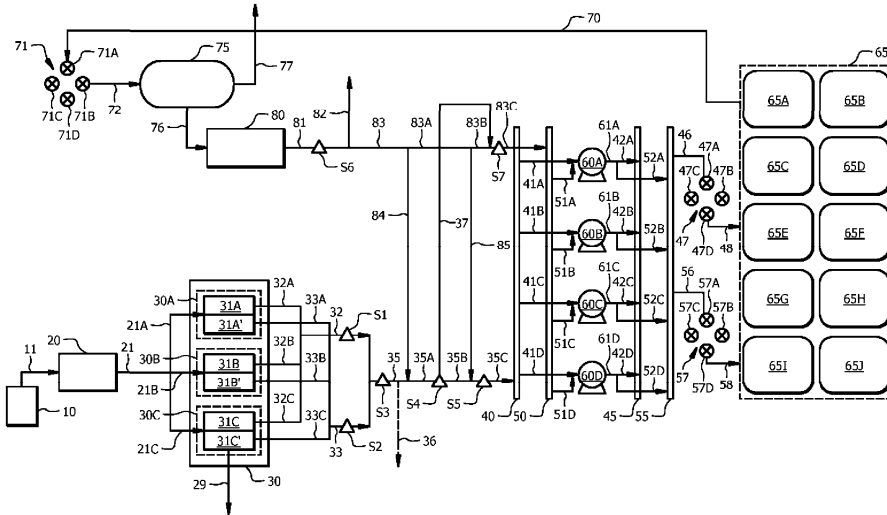 70
65
71
71A
75
77
71C
71B
72
71D
76
80
81
82
83
83A
83B
83C
S6
S7
65A
65B
61A
42A
60A
41A
51A
52A
46
47A
47C
47B
65C
65D
84
37
85
41B
61B
42B
60B
51B
52B
47
47D
48
65E
65F
30A
31A
31A'
32A
33A
32
S1
21A
41C
61C
42C
60C
51C
52C
56
57A
57C
57B
65G
65H
11
20
21
30B
31B
31B'
32B
33B
35
35A
35B
35C
S3
S4
S5
41D
61D
42D
60D
51D
52D
57
57D
58
65I
65J
10
21B
30C
31C
31C'
32C
33C
21C
33
S2
36
40
50
45
55
29
30